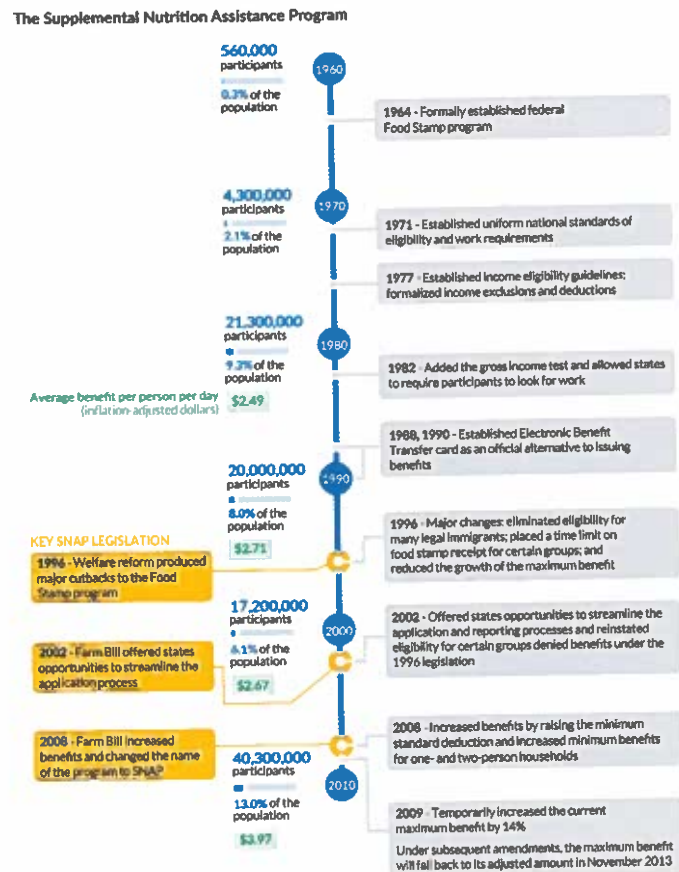 The Supplemental Nutrition Assistance Program
560,000
participants
0.3% of the
population
1960
1964 - Formally established federal
Food Stamp program
4,300,000
participants
2.1% of the
population
1970
1971 - Established uniform national standards of
eligibility and work requirements
1977 - Established income eligibility guidelines;
formalized income exclusions and deductions
21,300,000
participants
9.3% of the
population
1980
1982 - Added the gross income test and allowed states
to require participants to look for work
Average benefit per person per day
(inflation-adjusted dollars)
$2.49
1988, 1990 - Established Electronic Benefit
Transfer card as an official alternative to issuing
benefits
20,000,000
participants
8.0% of the
population
1990
$2.71
KEY SNAP LEGISLATION
1996 - Welfare reform produced
major cutbacks to the Food
Stamp program
1996 - Major changes: eliminated eligibility for
many legal immigrants; placed a time limit on
food stamp receipt for certain groups; and
reduced the growth of the maximum benefit
17,200,000
participants
6.1% of the
population
2000
$2.67
2002 - Farm Bill offered states
opportunities to streamline the
application process
2002 - Offered states opportunities to streamline the
application and reporting processes and reinstated
eligibility for certain groups denied benefits under the
1996 legislation
2008 - Farm Bill increased
benefits and changed the name
of the program to SNAP
2008 - Increased benefits by raising the minimum
standard deduction and increased minimum benefits
for one- and two-person households
40,300,000
participants
13.0% of the
population
2010
$3.97
2009 - Temporarily increased the current
maximum benefit by 14%
Under subsequent amendments, the maximum benefit
will fall back to its adjusted amount in November 2013